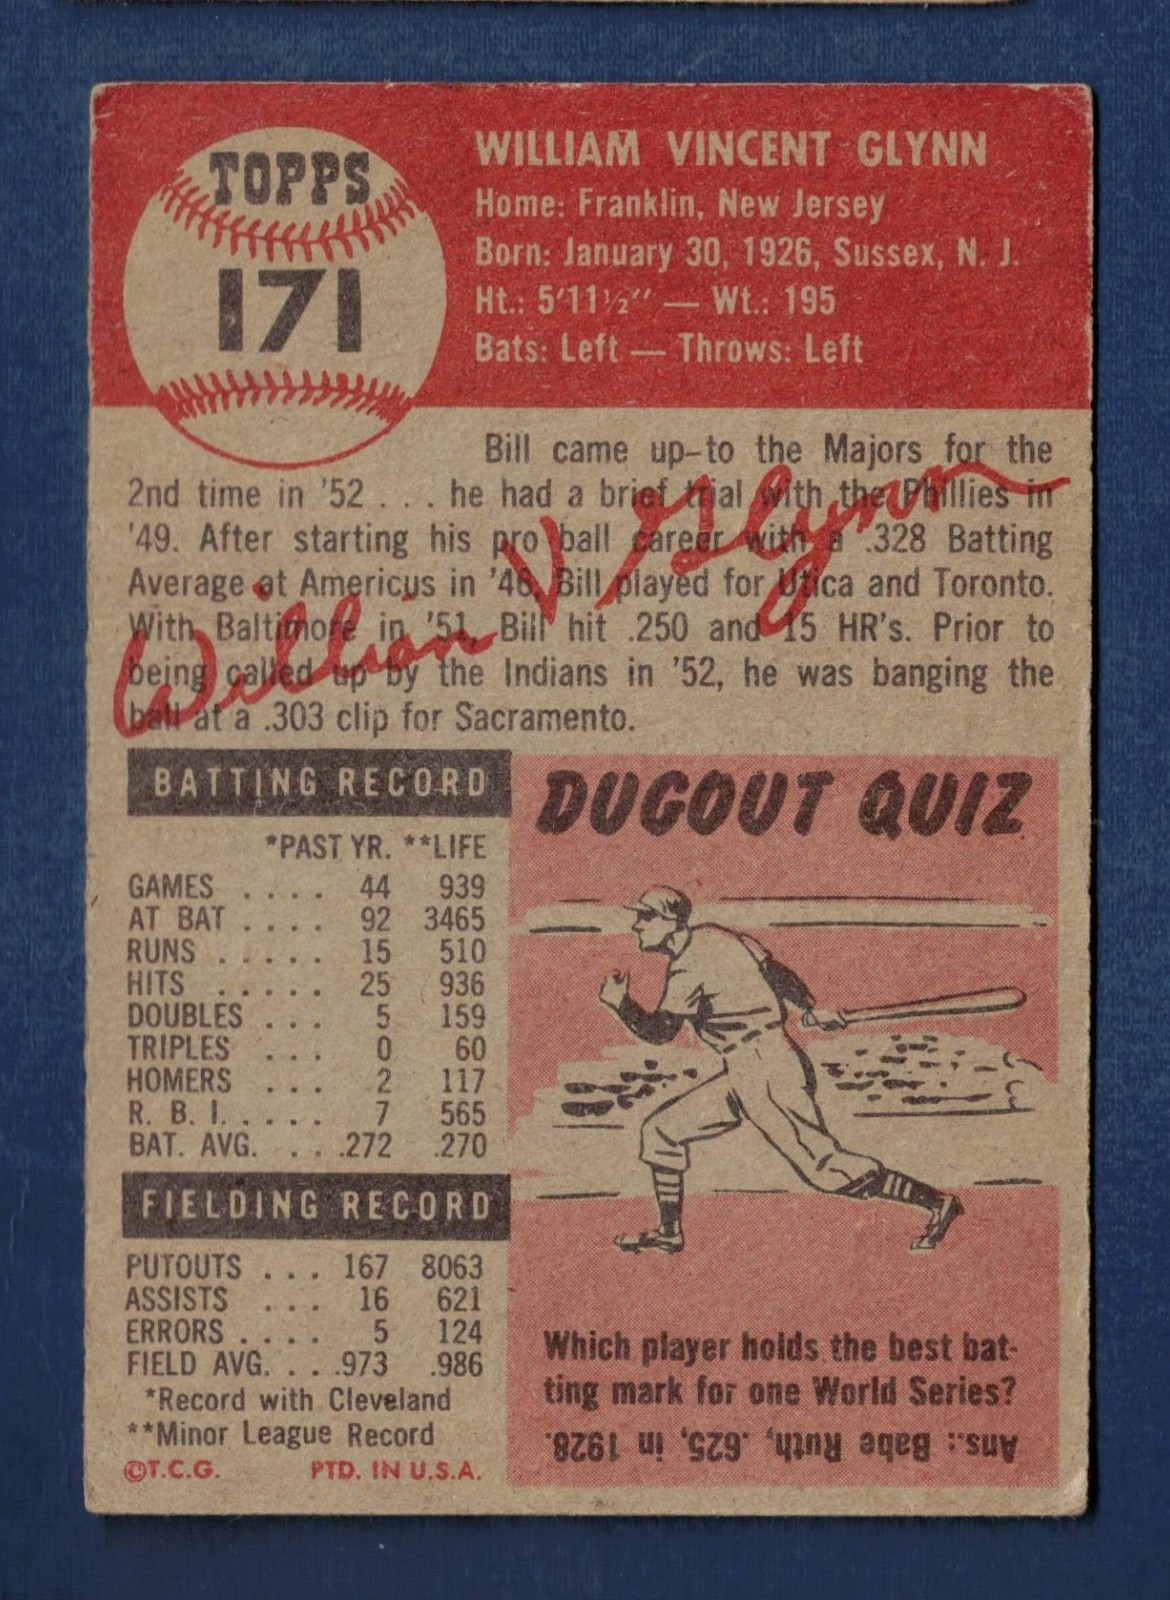 TOPPS
171
WILLIAM VINCENT GLYNN
Home: Franklin, New Jersey
Born: January 30, 1926, Sussex, N. J.
Ht.: 5'11½" — Wt.: 195
Bats: Left — Throws: Left
Bill came up-to the Majors for the
2nd time in '52 . . . he had a brief trial with the Phillies in
'49. After starting his pro ball career with a .328 Batting
Average at Americus in '46, Bill played for Utica and Toronto.
With Baltimore in '51, Bill hit .250 and 15 HR's. Prior to
being called up by the Indians in '52, he was banging the
ball at a .303 clip for Sacramento.
William V Glynn
BATTING RECORD
*PAST YR. **LIFE
GAMES . . . . 44 939
AT BAT . . . . 92 3465
RUNS . . . . . 15 510
HITS . . . . . 25 936
DOUBLES . . . 5 159
TRIPLES . . . 0 60
HOMERS . . . 2 117
R. B. I. . . . . . 7 565
BAT. AVG. . . . .272 .270
FIELDING RECORD
PUTOUTS . . . 167 8063
ASSISTS . . . 16 621
ERRORS . . . . 5 124
FIELD AVG. . . . .973 .986
*Record with Cleveland
**Minor League Record
©T.C.G. PTD. IN U.S.A.
DUGOUT QUIZ
Which player holds the best bat-
ting mark for one World Series?
Ans.: Babe Ruth, .625, in 1928.